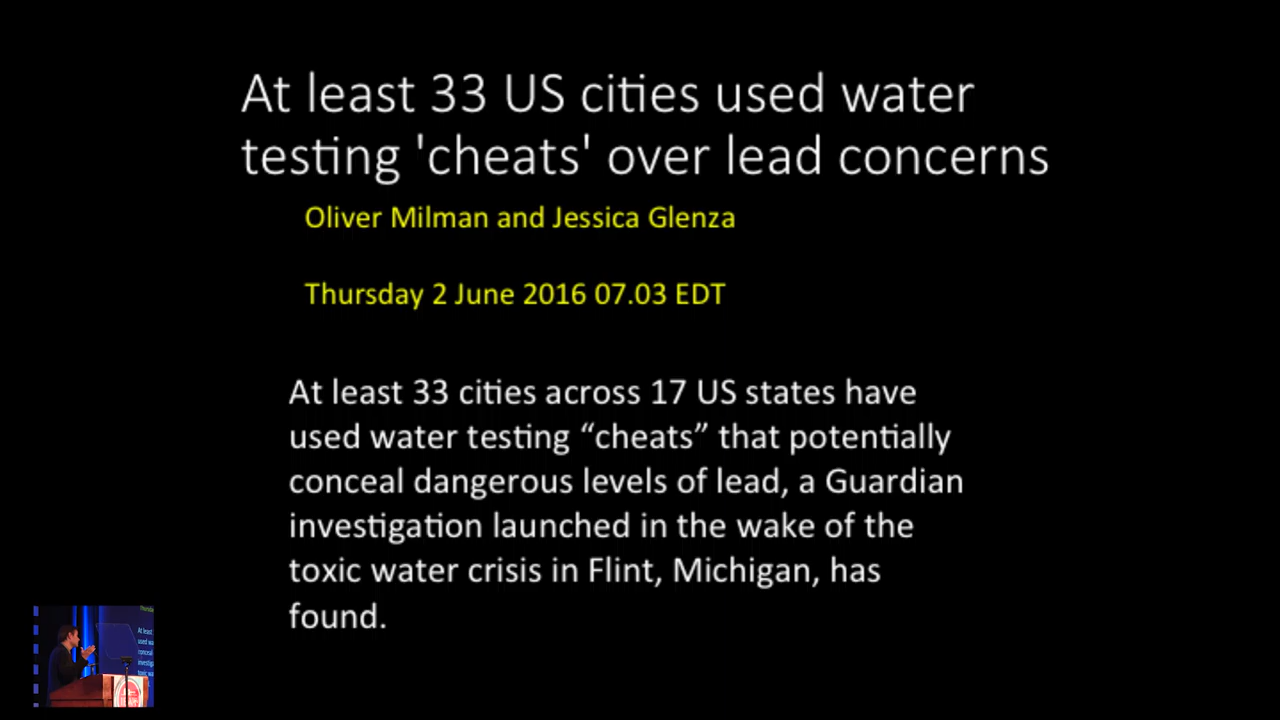 At least 33 US cities used water
testing 'cheats' over lead concerns
Oliver Milman and Jessica Glenza
Thursday 2 June 2016 07.03 EDT
At least 33 cities across 17 US states have
used water testing “cheats” that potentially
conceal dangerous levels of lead, a Guardian
investigation launched in the wake of the
toxic water crisis in Flint, Michigan, has
found.